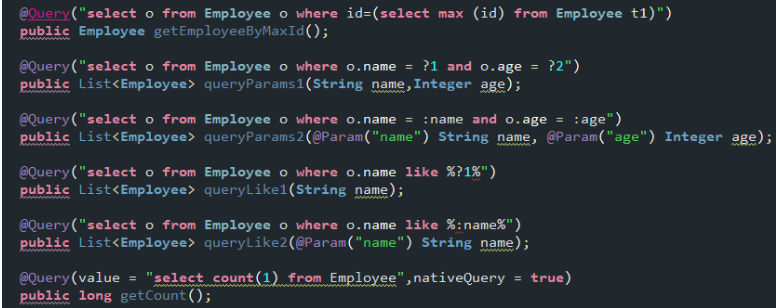 @Query("select o from Employee o where id=(select max (id) from Employee t1)")
public Employee getEmployeeByMaxId();
@Query("select o from Employee o where o.name = ?1 and o.age = ?2")
public List<Employee> queryParams1(String name,Integer age);
@Query("select o from Employee o where o.name = :name and o.age = :age")
public List<Employee> queryParams2(@Param("name") String name, @Param("age") Integer age);
@Query("select o from Employee o where o.name like %?1%")
public List<Employee> queryLike1(String name);
@Query("select o from Employee o where o.name like %:name%")
public List<Employee> queryLike2(@Param("name") String name);
@Query(value = "select count(1) from Employee",nativeQuery = true)
public long getCount();